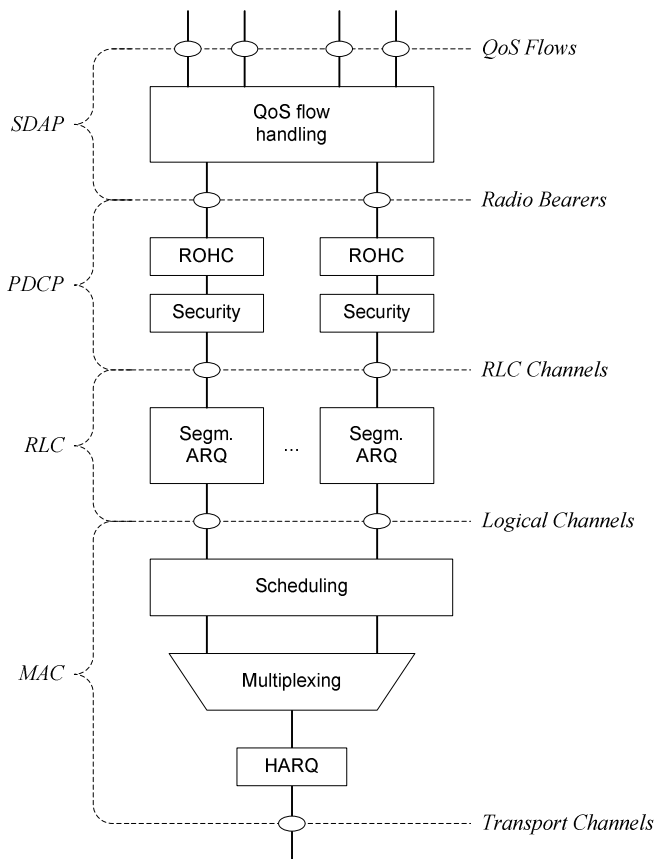 QoS Flows
SDAP
QoS flow
handling
Radio Bearers
ROHC
ROHC
PDCP
Security
Security
RLC Channels
RLC
Segm.
ARQ
...
Segm.
ARQ
Logical Channels
Scheduling
MAC
Multiplexing
HARQ
Transport Channels